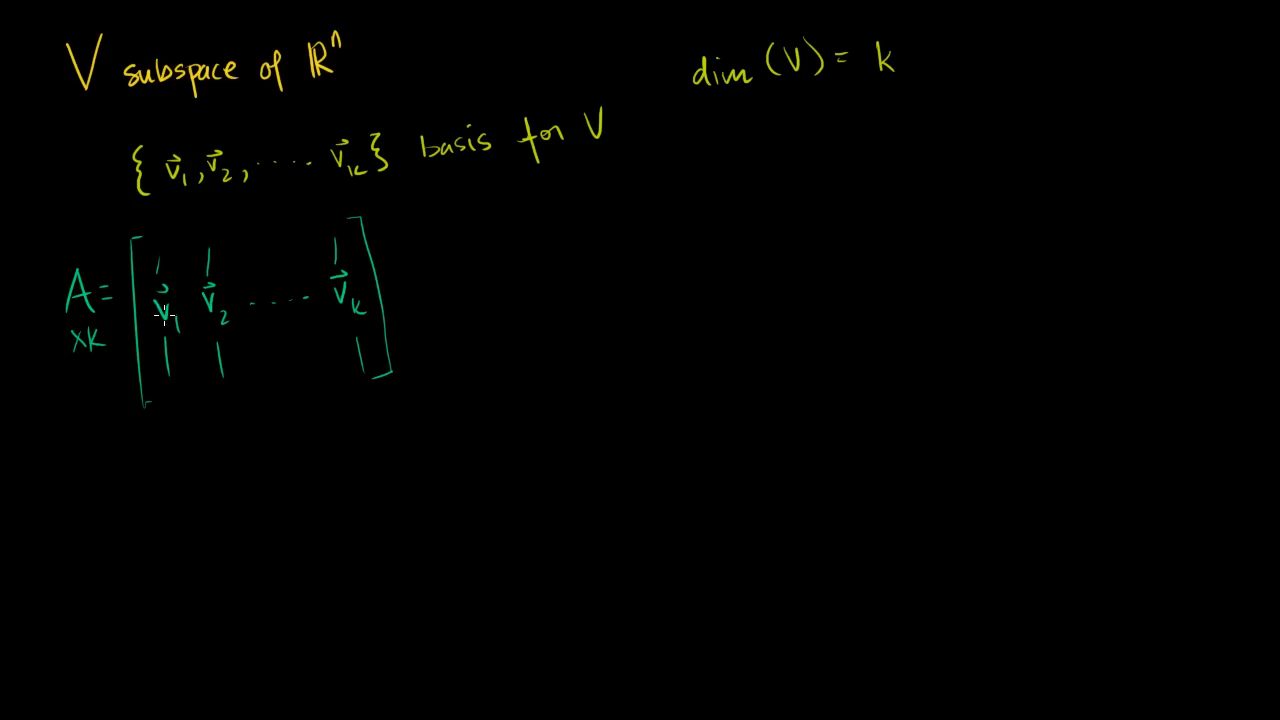 V subspace of ℝⁿ
dim (V) = k
{ v⃗₁, v⃗₂, .... v⃗ₖ } basis for V
A = [ v⃗₁ v⃗₂ ..... v⃗ₖ ]
×k